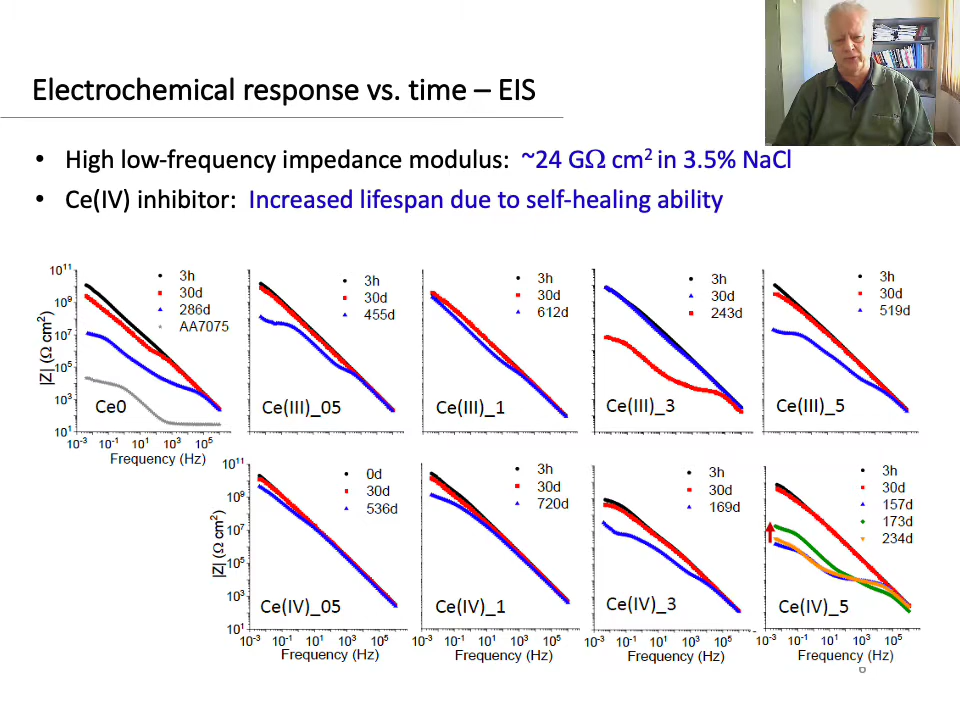 Electrochemical response vs. time – EIS
• High low-frequency impedance modulus: ~24 GΩ cm² in 3.5% NaCl
• Ce(IV) inhibitor: Increased lifespan due to self-healing ability
|Z| (Ω cm²)
10¹¹
10⁹
10⁷
10⁵
10³
10¹
3h
30d
286d
AA7075
Ce0
10⁻³ 10⁻¹ 10¹ 10³ 10⁵
Frequency (Hz)
3h
30d
455d
Ce(III)_05
3h
30d
612d
Ce(III)_1
3h
30d
243d
Ce(III)_3
3h
30d
519d
Ce(III)_5
|Z| (Ω cm²)
10¹¹
10⁹
10⁷
10⁵
10³
10¹
0d
30d
536d
Ce(IV)_05
10⁻³ 10⁻¹ 10¹ 10³ 10⁵
Frequency (Hz)
3h
30d
720d
Ce(IV)_1
10⁻³ 10⁻¹ 10¹ 10³ 10⁵
Frequency (Hz)
3h
30d
169d
Ce(IV)_3
10⁻³ 10⁻¹ 10¹ 10³ 10⁵
Frequency (Hz)
3h
30d
157d
173d
234d
Ce(IV)_5
10⁻³ 10⁻¹ 10¹ 10³ 10⁵
Frequency (Hz)